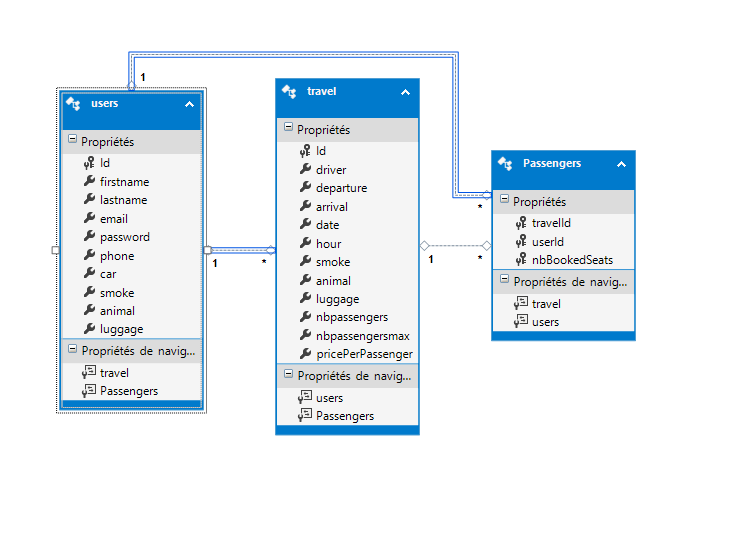 1
users
Propriétés
Id
firstname
lastname
email
password
phone
car
smoke
animal
luggage
Propriétés de navig...
travel
Passengers
1
*
travel
Propriétés
Id
driver
departure
arrival
date
hour
smoke
animal
luggage
nbpassengers
nbpassengersmax
pricePerPassenger
Propriétés de navig...
users
Passengers
1
*
*
Passengers
Propriétés
travelId
userId
nbBookedSeats
Propriétés de navig...
travel
users